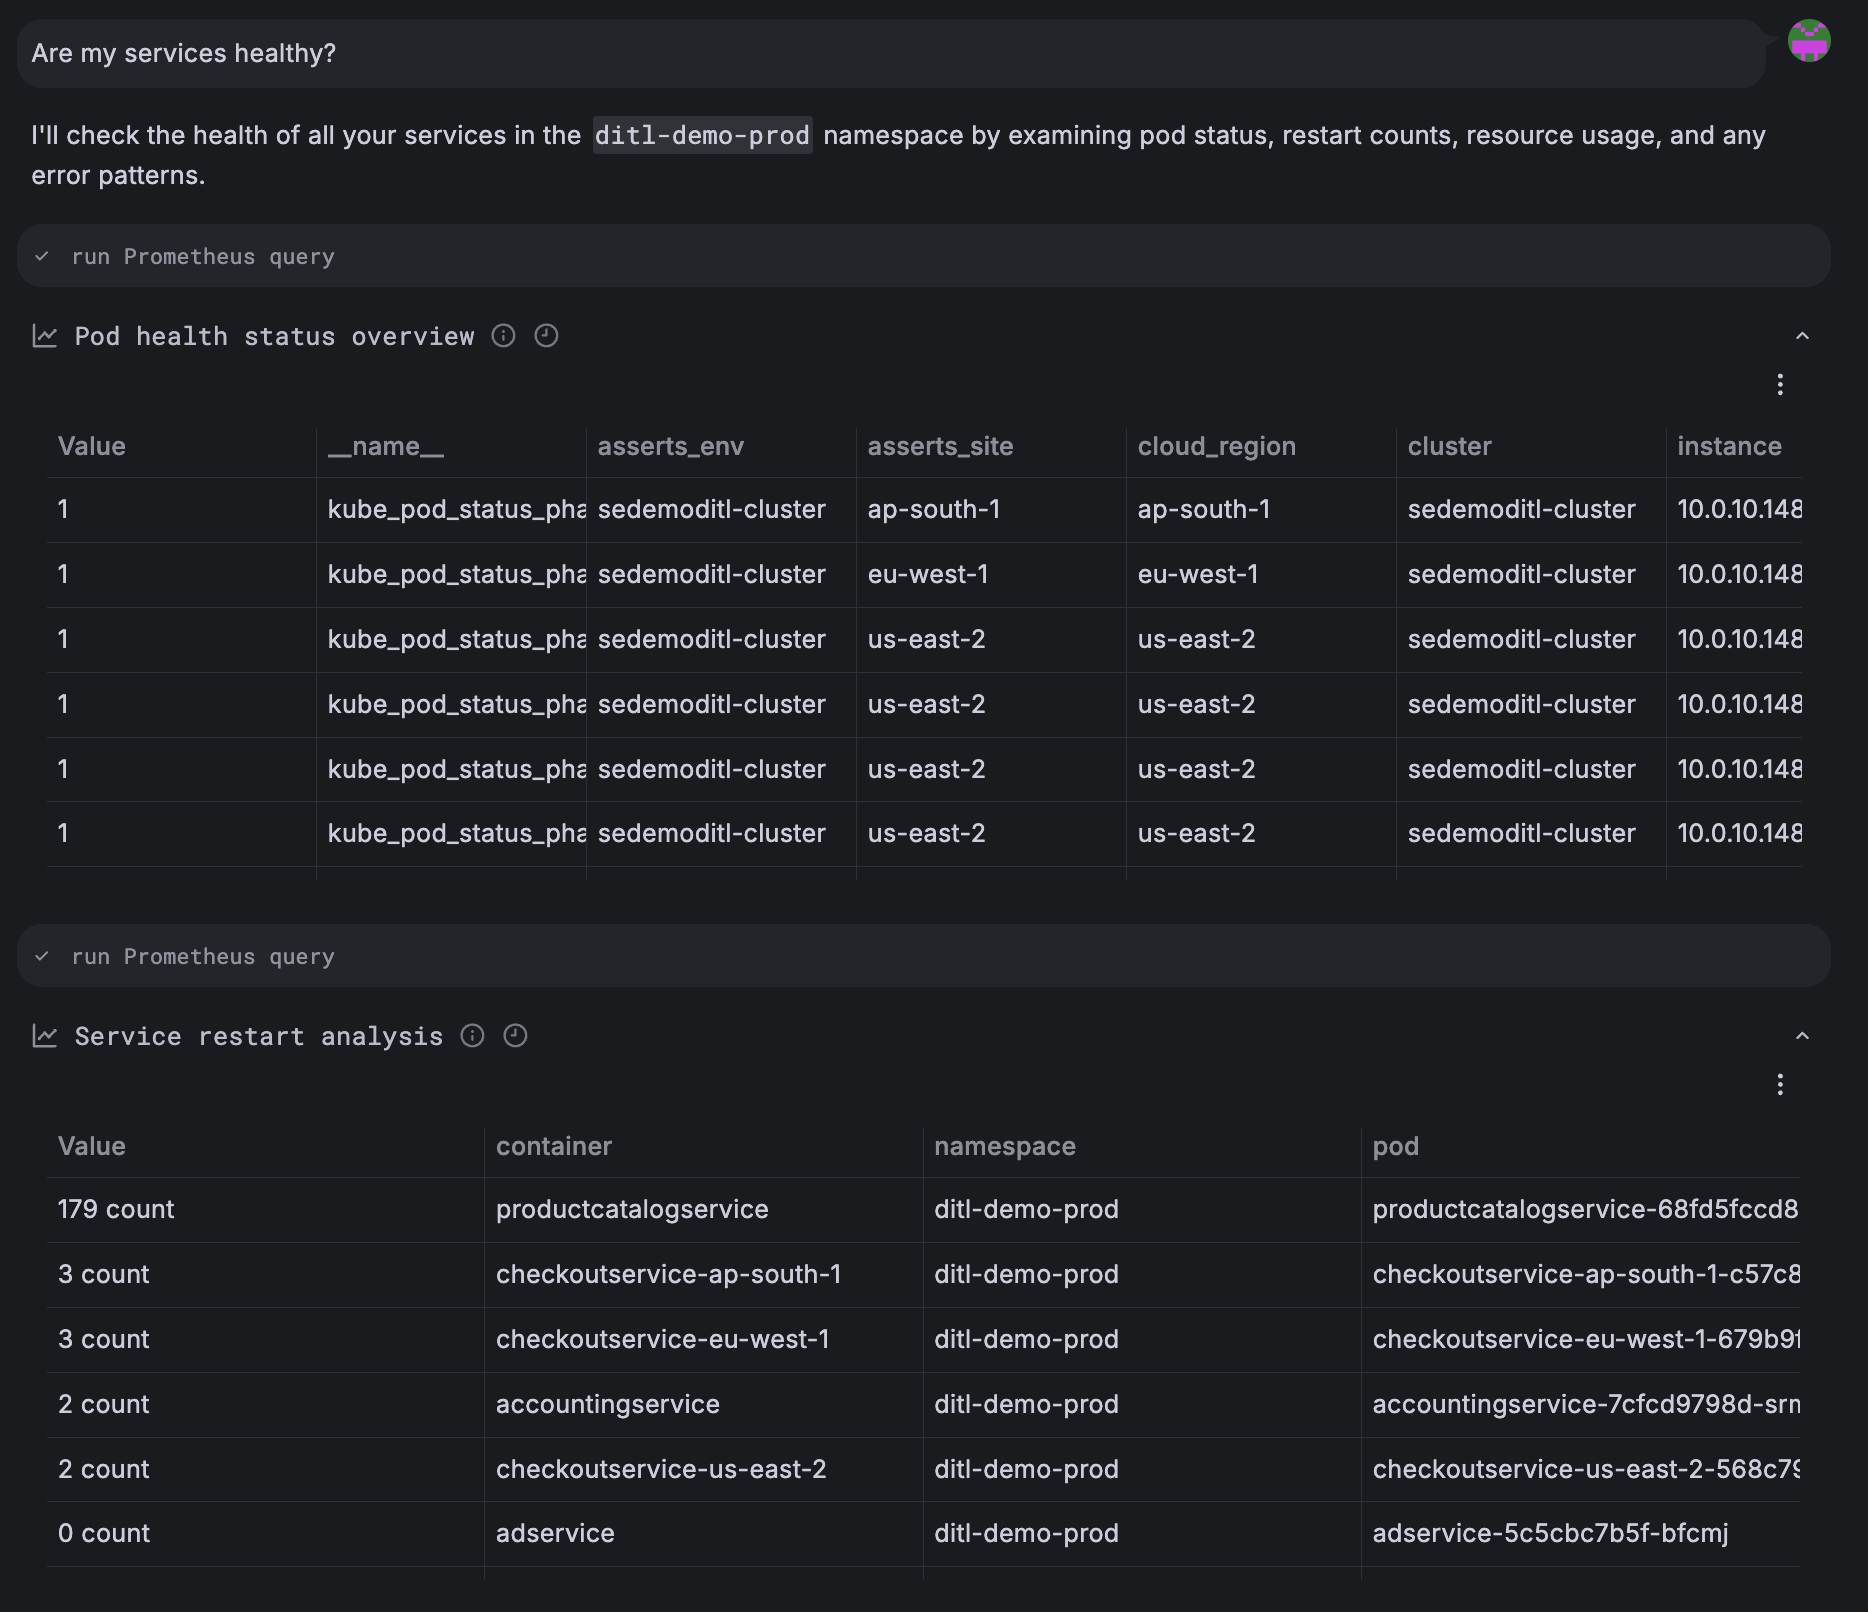 Are my services healthy?
I'll check the health of all your services in the ditl-demo-prod namespace by examining pod status, restart counts, resource usage, and any
error patterns.
run Prometheus query
Pod health status overview
Value __name__ asserts_env asserts_site cloud_region cluster instance
1 kube_pod_status_pha sedemoditl-cluster ap-south-1 ap-south-1 sedemoditl-cluster 10.0.10.148
1 kube_pod_status_pha sedemoditl-cluster eu-west-1 eu-west-1 sedemoditl-cluster 10.0.10.148
1 kube_pod_status_pha sedemoditl-cluster us-east-2 us-east-2 sedemoditl-cluster 10.0.10.148
1 kube_pod_status_pha sedemoditl-cluster us-east-2 us-east-2 sedemoditl-cluster 10.0.10.148
1 kube_pod_status_pha sedemoditl-cluster us-east-2 us-east-2 sedemoditl-cluster 10.0.10.148
1 kube_pod_status_pha sedemoditl-cluster us-east-2 us-east-2 sedemoditl-cluster 10.0.10.148
run Prometheus query
Service restart analysis
Value container namespace pod
179 count productcatalogservice ditl-demo-prod productcatalogservice-68fd5fccd8
3 count checkoutservice-ap-south-1 ditl-demo-prod checkoutservice-ap-south-1-c57c8
3 count checkoutservice-eu-west-1 ditl-demo-prod checkoutservice-eu-west-1-679b9f
2 count accountingservice ditl-demo-prod accountingservice-7cfcd9798d-srn
2 count checkoutservice-us-east-2 ditl-demo-prod checkoutservice-us-east-2-568c79
0 count adservice ditl-demo-prod adservice-5c5cbc7b5f-bfcmj